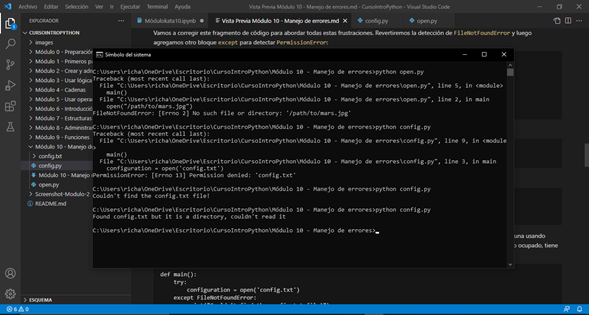 Archivo Editar Selección Ver Ir Ejecutar Terminal Ayuda
Vista Previa Módulo 10 - Manejo de errores.md - CursoIntroPython - Visual Studio Code
EXPLORADOR
Módulokata10.ipynb
Vista Previa Módulo 10 - Manejo de errores.md
config.py
open.py
CURSOINTROPYTHON
images
Módulo 0 - Preparació
Módulo 1 - Primeros p
Módulo 2 - Crear y adm
Módulo 3 - Usar lógica
Módulo 4 - Cadenas
Módulo 5 - Usar opera
Módulo 6 - Introducció
Módulo 7 - Estructuras
Módulo 8 - Administra
Módulo 9 - Funciones
Módulo 10 - Manejo de
config.txt
config.py
Módulo 10 - Manejo
open.py
Screenshot-Modulo-2
README.md
ESQUEMA
6 0
Vamos a corregir este fragmento de código para abordar todas estas frustraciones. Revertiremos la detección de FileNotFoundError y luego
agregamos otro bloque except para detectar PermissionError:
Símbolo del sistema
C:\Users\richa\OneDrive\Escritorio\CursoIntroPython\Módulo 10 - Manejo de errores>python open.py
Traceback (most recent call last):
File "C:\Users\richa\OneDrive\Escritorio\CursoIntroPython\Módulo 10 - Manejo de errores\open.py", line 5, in <module>
main()
File "C:\Users\richa\OneDrive\Escritorio\CursoIntroPython\Módulo 10 - Manejo de errores\open.py", line 2, in main
open("/path/to/mars.jpg")
FileNotFoundError: [Errno 2] No such file or directory: '/path/to/mars.jpg'
C:\Users\richa\OneDrive\Escritorio\CursoIntroPython\Módulo 10 - Manejo de errores>python config.py
Traceback (most recent call last):
File "C:\Users\richa\OneDrive\Escritorio\CursoIntroPython\Módulo 10 - Manejo de errores\config.py", line 9, in <module
main()
File "C:\Users\richa\OneDrive\Escritorio\CursoIntroPython\Módulo 10 - Manejo de errores\config.py", line 3, in main
configuration = open('config.txt')
PermissionError: [Errno 13] Permission denied: 'config.txt'
C:\Users\richa\OneDrive\Escritorio\CursoIntroPython\Módulo 10 - Manejo de errores>python config.py
Couldn't find the config.txt file!
C:\Users\richa\OneDrive\Escritorio\CursoIntroPython\Módulo 10 - Manejo de errores>python config.py
Found config.txt but it is a directory, couldn't read it
C:\Users\richa\OneDrive\Escritorio\CursoIntroPython\Módulo 10 - Manejo de errores>
una usando
o ocupado, tiene
def main():
try:
configuration = open('config.txt')
except FileNotFoundError: